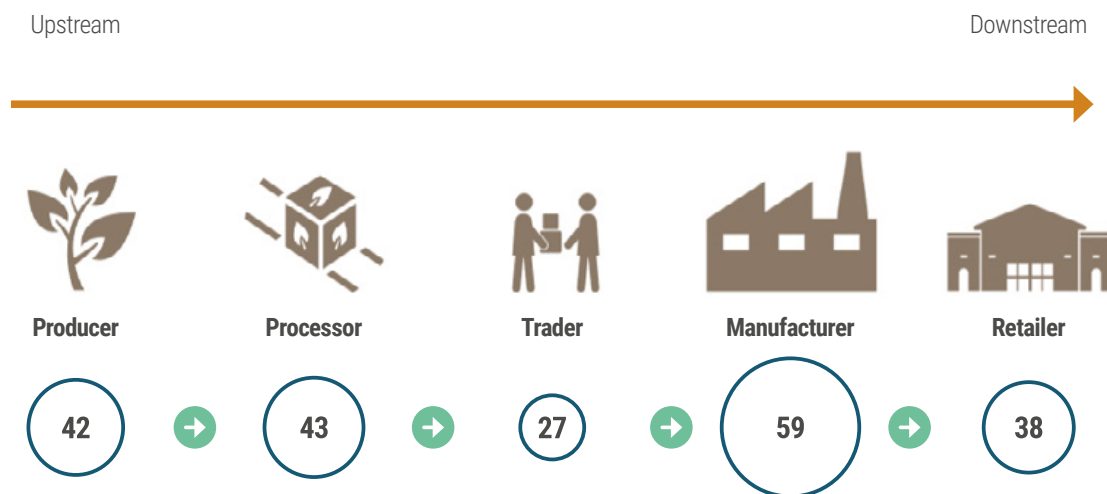 Upstream Downstream
Producer Processor Trader Manufacturer Retailer
42 43 27 59 38